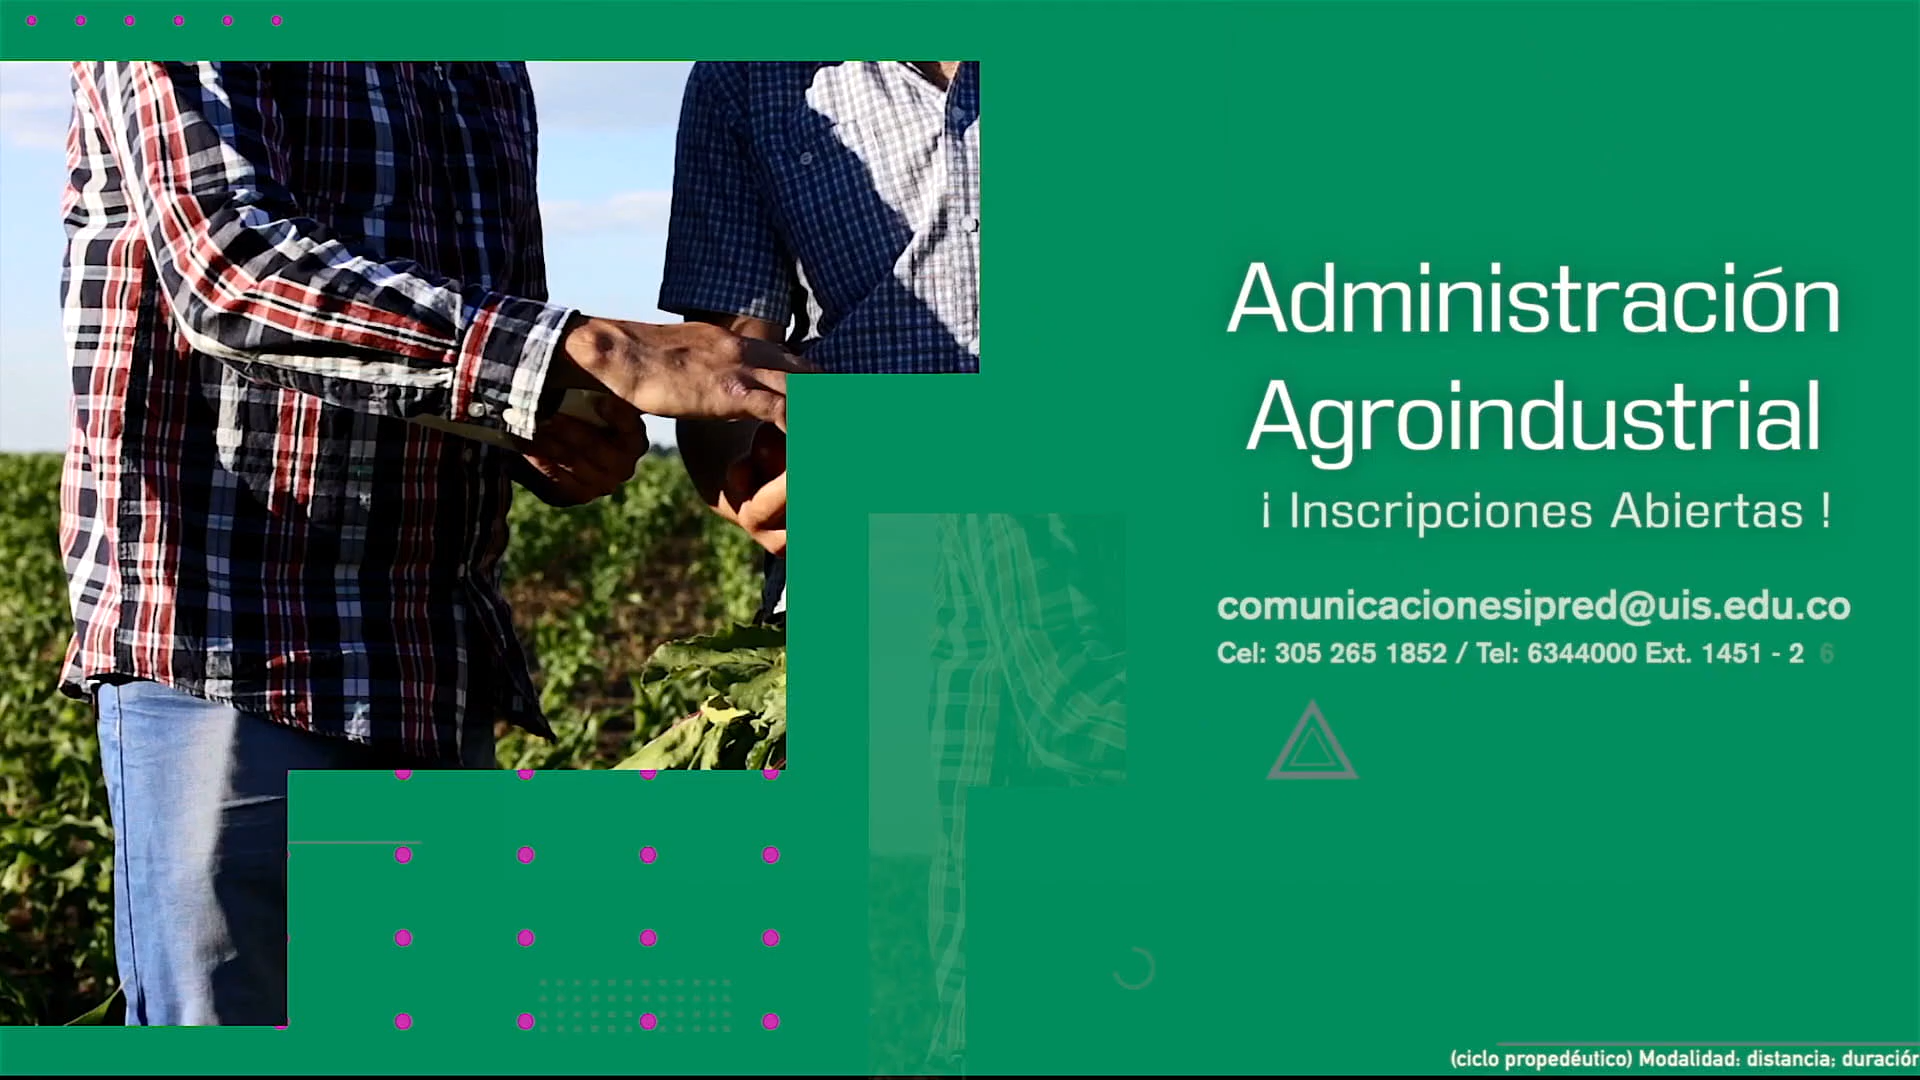 Administración
Agroindustrial
¡ Inscripciones Abiertas !
comunicacionesipred@uis.edu.co
Cel: 305 265 1852 / Tel: 6344000 Ext. 1451 - 2 6
(ciclo propedéutico) Modalidad: distancia; duración